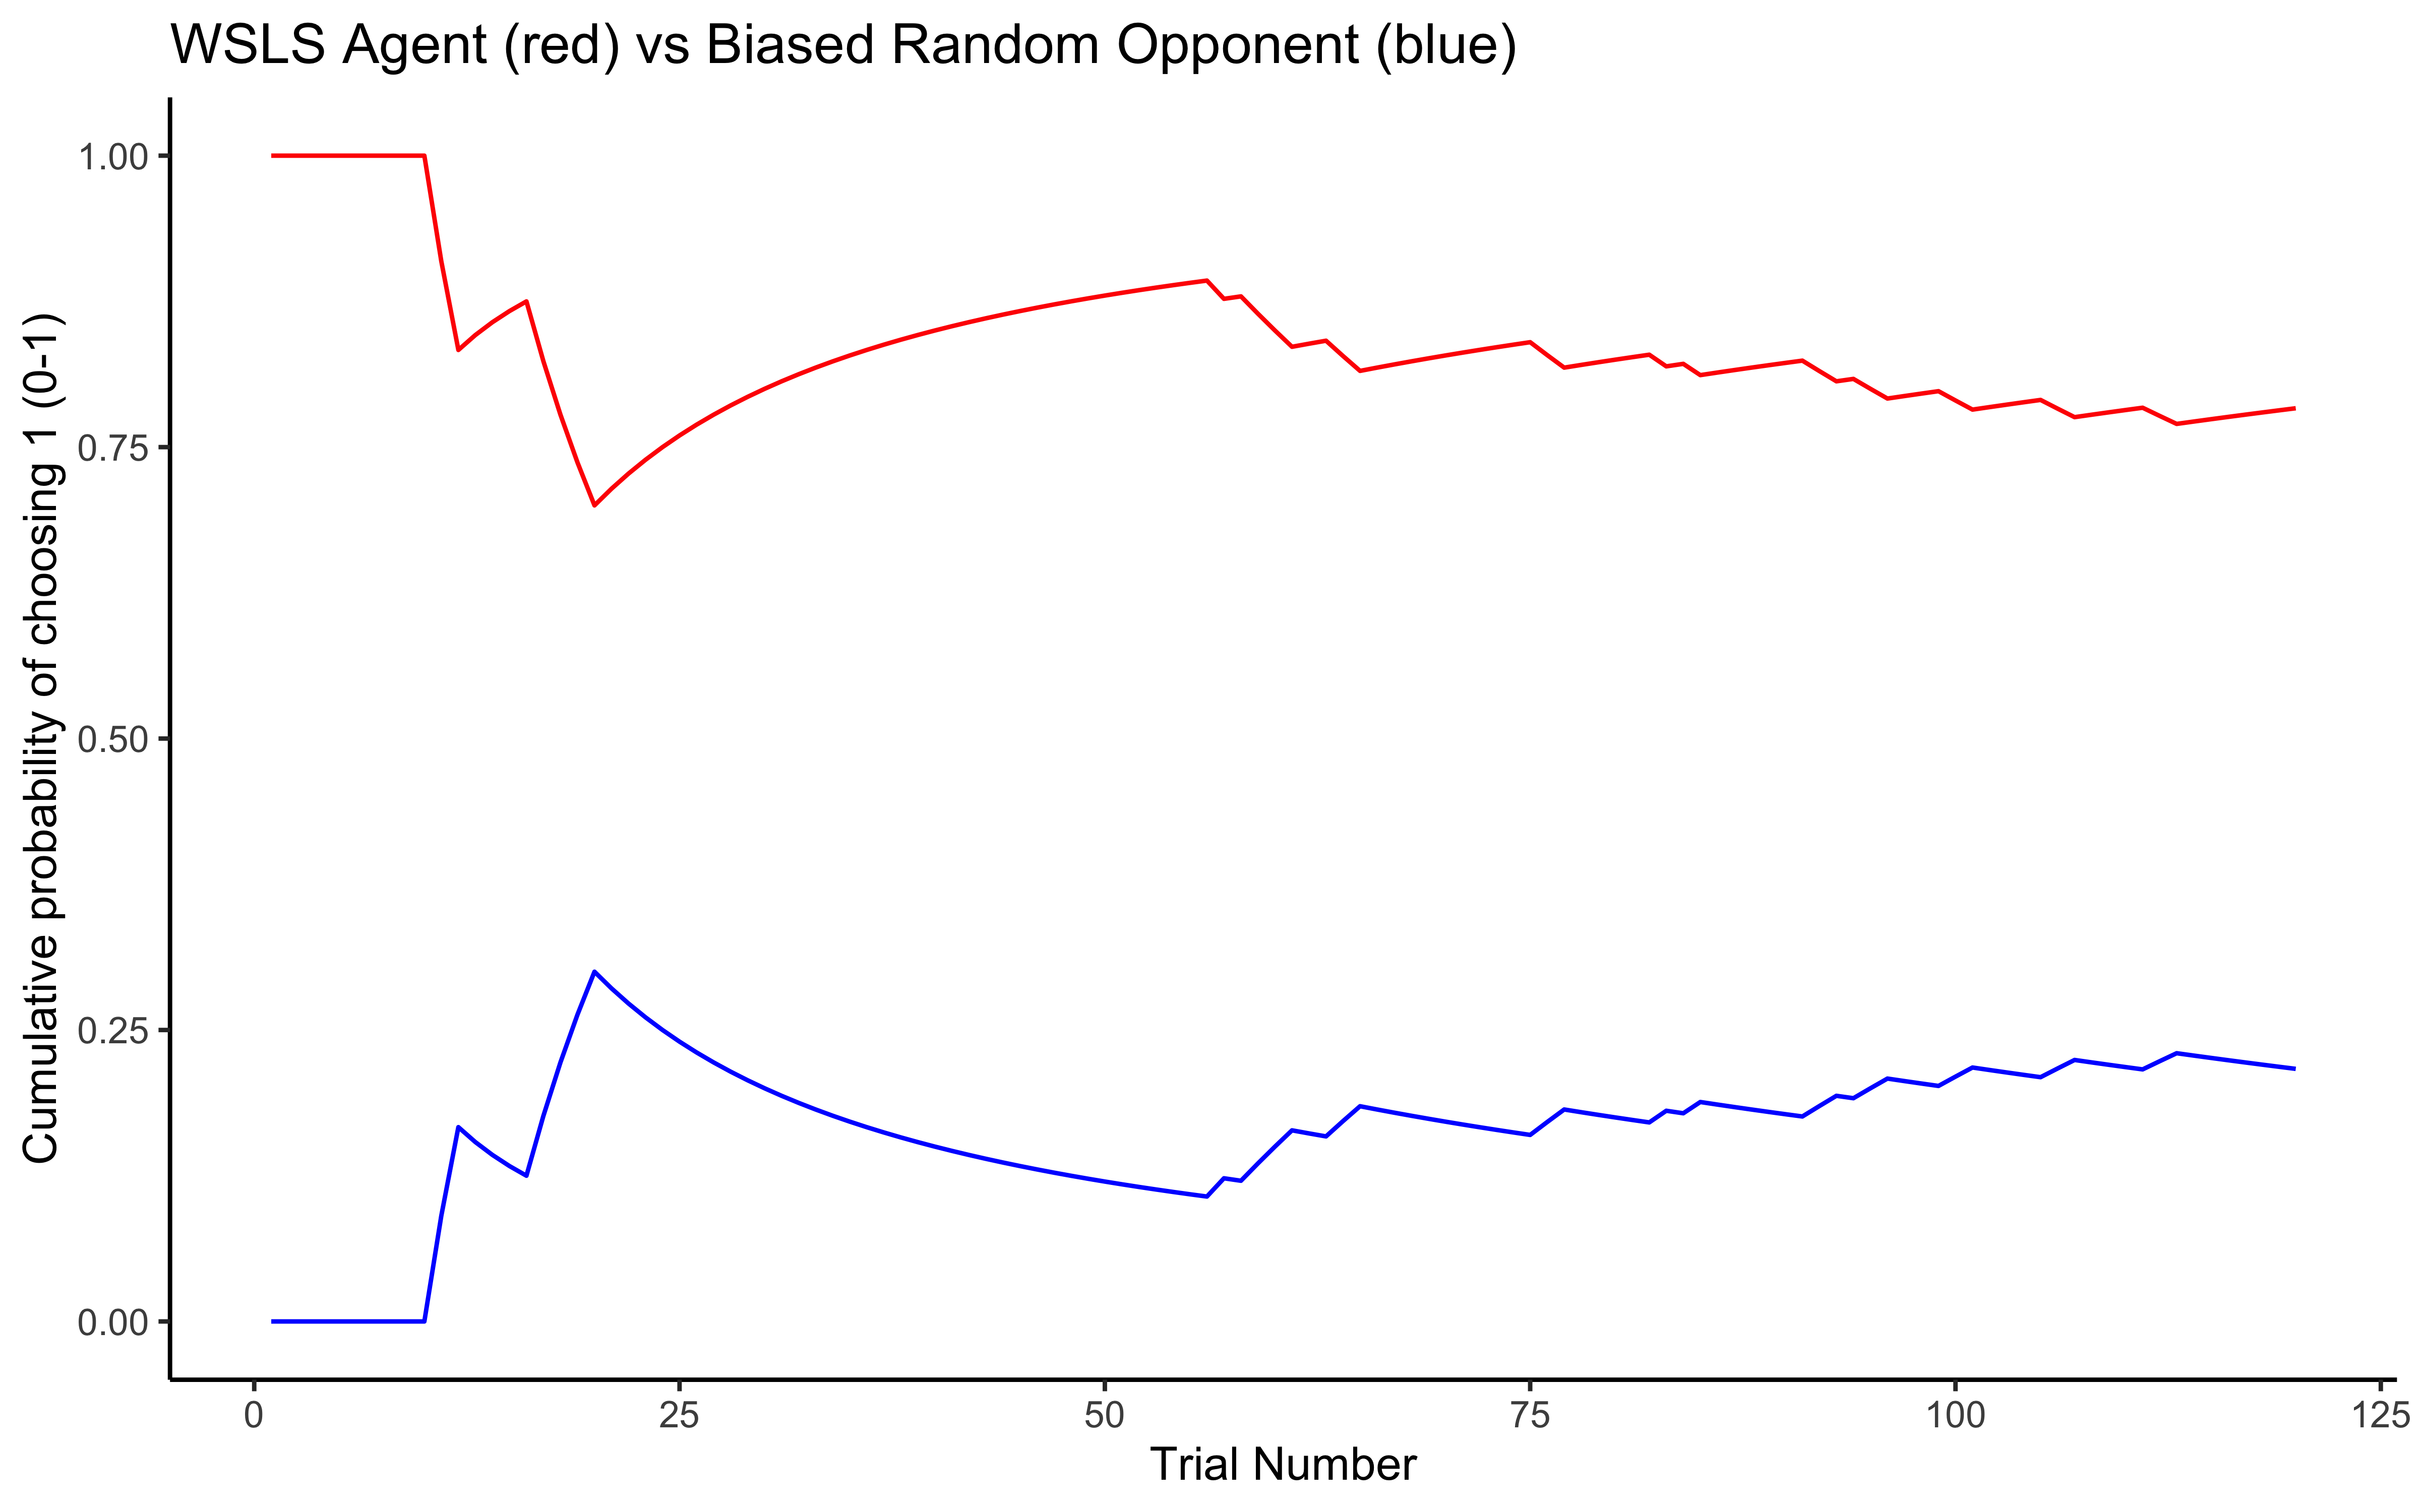 WSLS Agent (red) vs Biased Random Opponent (blue)
Cumulative probability of choosing 1 (0-1)
1.00
0.75
0.50
0.25
0.00
0 25 50 75 100 125
Trial Number